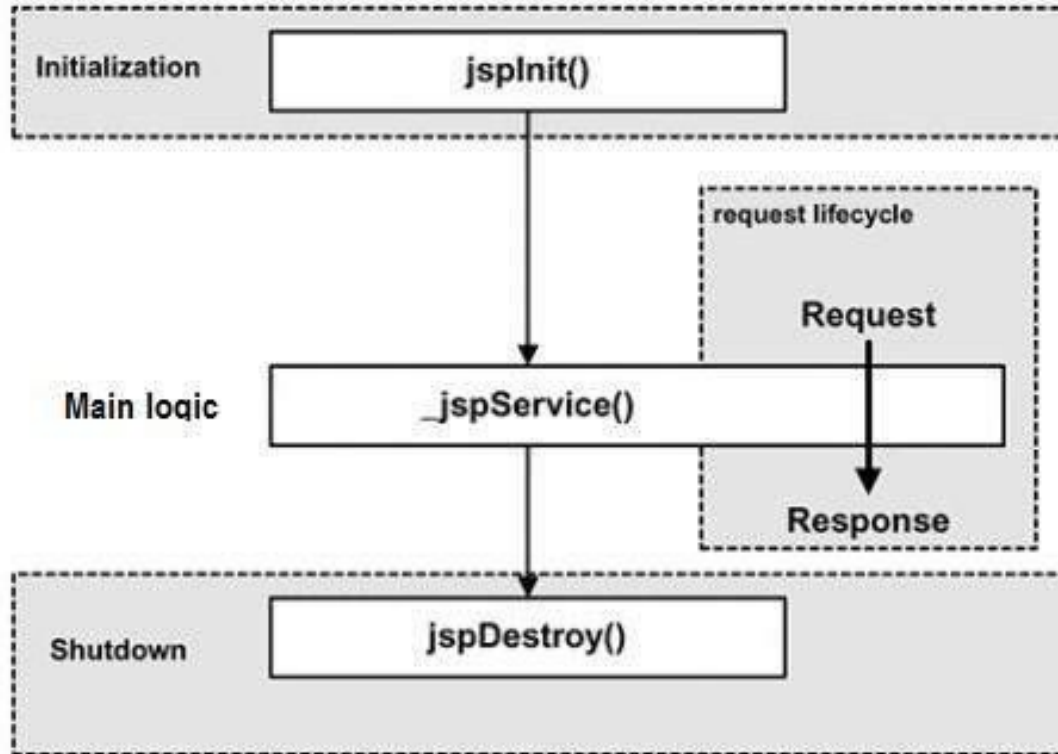 jspInit()
Initialization
request lifecycle
Request
Main logic
_jspService()
Response
jspDestroy()
Shutdown